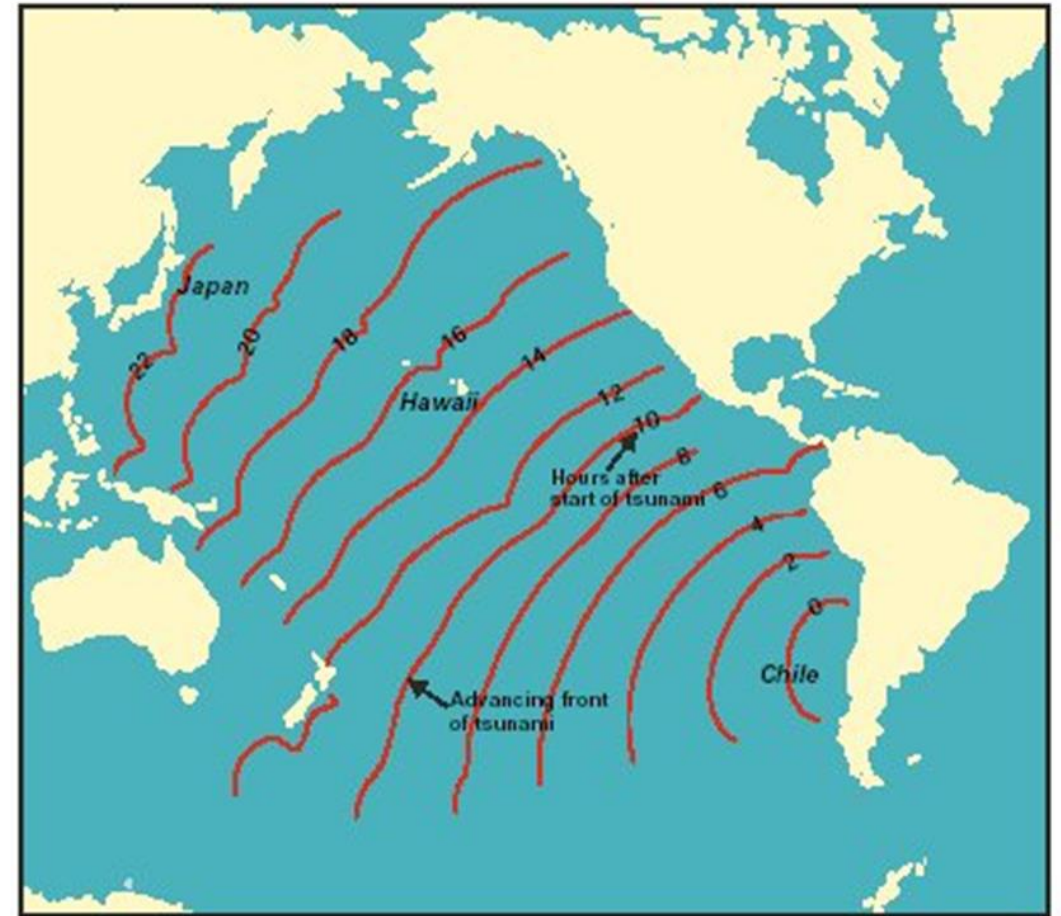 Japan
22
20
18
16
14
Hawaii
12
10
8
Hours after
start of tsunami
6
4
2
0
Chile
Advancing front
of tsunami